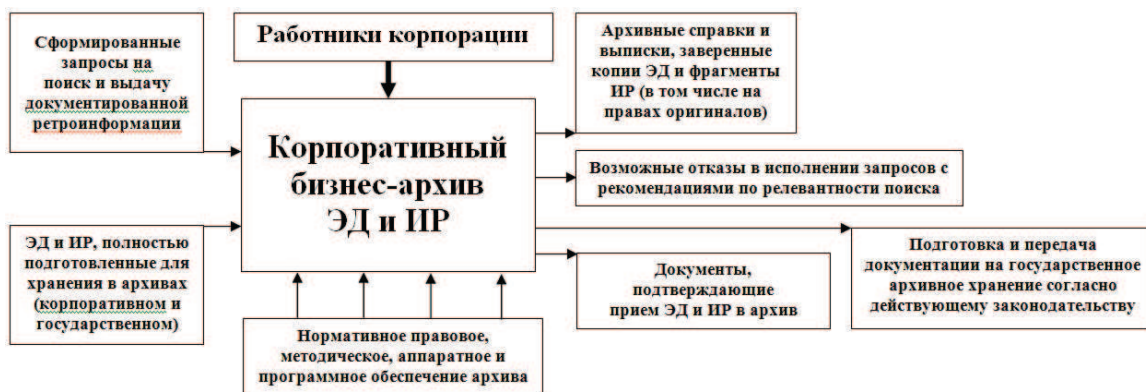 Сформированные
запросы на
поиск и выдачу
документированной
ретроинформации
Работники корпорации
Архивные справки и
выписки, заверенные
копии ЭД и фрагменты
ИР (в том числе на
правах оригиналов)
Корпоративный
бизнес-архив
ЭД и ИР
Возможные отказы в исполнении запросов с
рекомендациями по релевантности поиска
ЭД и ИР, полностью
подготовленные для
хранения в архивах
(корпоративном и
государственном)
Документы,
подтверждающие
прием ЭД и ИР в архив
Подготовка и передача
документации на государственное
архивное хранение согласно
действующему законодательству
Нормативное правовое,
методическое, аппаратное и
программное обеспечение архива